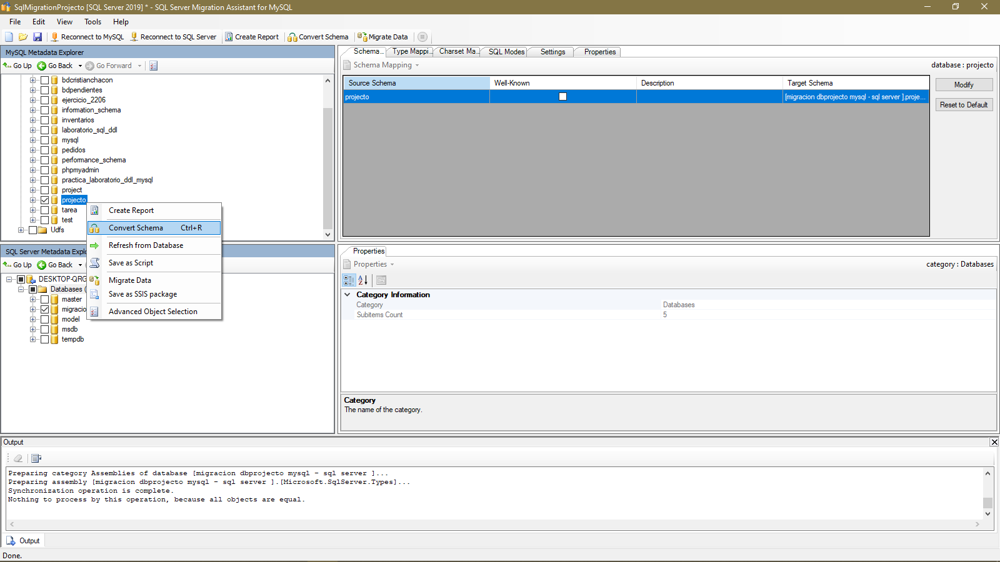 SqlMigrationProjecto [SQL Server 2019] * - SQL Server Migration Assistant for MySQL
File Edit View Tools Help
Reconnect to MySQL Reconnect to SQL Server Create Report Convert Schema Migrate Data
MySQL Metadata Explorer
Go Up Go Back Go Forward
bdcristianchacon
bdpendientes
ejercicio_2206
information_schema
inventarios
laboratorio_sql_ddl
mysql
pedidos
performance_schema
phpmyadmin
practica_laboratorio_ddl_mysql
project
projecto
tarea
test
Udfs
Create Report
Convert Schema Ctrl+R
Refresh from Database
Save as Script
Migrate Data
Save as SSIS package
Advanced Object Selection
SQL Server Metadata Explo
Go Up Go Back
DESKTOP-QRG
Databases (
master
migracio
model
msdb
tempdb
Schema... Type Mappi.. Charset Ma.. SQL Modes Settings Properties
Schema Mapping
database : projecto
Source Schema Well-Known Description Target Schema
projecto [migracion dbprojecto mysql - sql server ].proje...
Modify
Reset to Default
Properties
Properties
category : Databases
Category Information
Category Databases
Subitems Count 5
Category
The name of the category.
Output
Preparing category Assemblies of database [migracion dbprojecto mysql - sql server ]...
Preparing assembly [migracion dbprojecto mysql - sql server ].[Microsoft.SqlServer.Types]...
Synchronization operation is complete.
Nothing to process by this operation, because all objects are equal.
Output
Done.